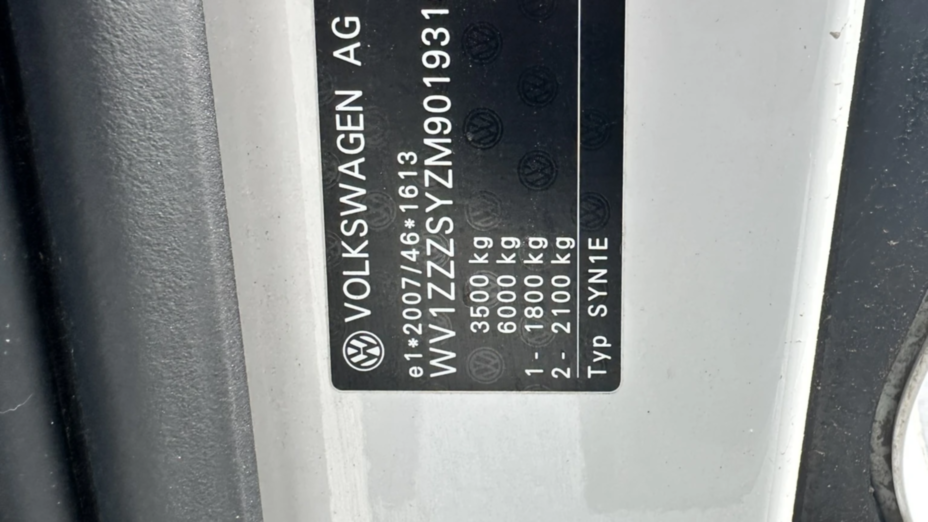 VOLKSWAGEN AG
e1*2007/46*1613
WV1ZZZSYZM901931
3500 kg
6000 kg
1- 1800 kg
2- 2100 kg
Typ SYN1E